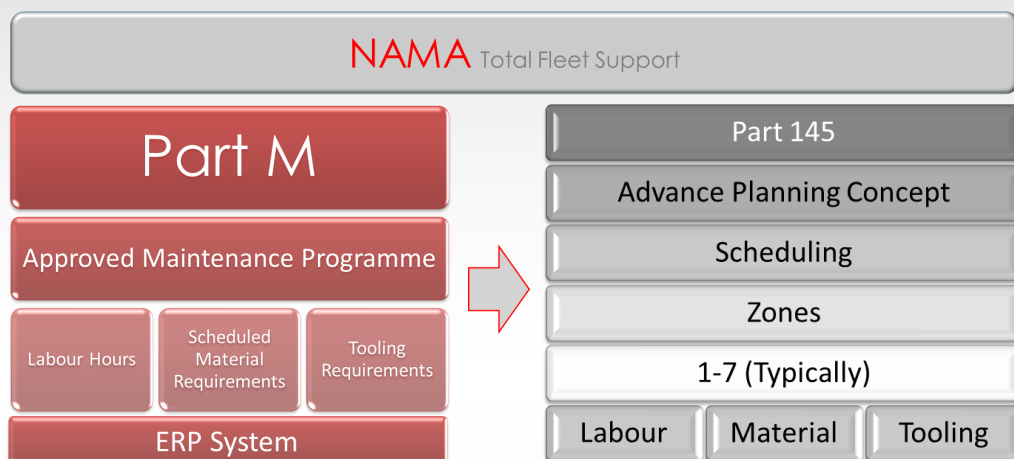 NAMA Total Fleet Support
Part M
Approved Maintenance Programme
Labour Hours
Scheduled
Material
Requirements
Tooling
Requirements
ERP System
Part 145
Advance Planning Concept
Scheduling
Zones
1-7 (Typically)
Labour
Material
Tooling